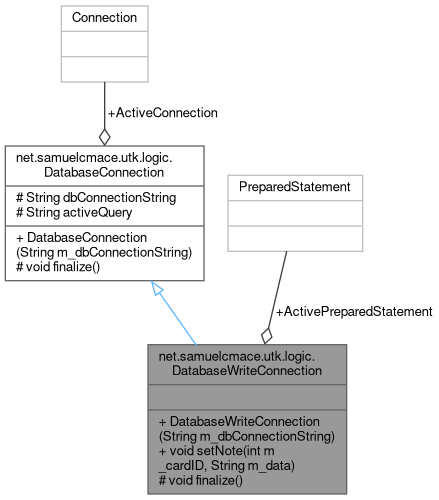 Connection
+ActiveConnection
net.samuelcmace.utk.logic.
DatabaseConnection
# String dbConnectionString
# String activeQuery
+ DatabaseConnection
(String m_dbConnectionString)
# void finalize()
PreparedStatement
+ActivePreparedStatement
net.samuelcmace.utk.logic.
DatabaseWriteConnection
+ DatabaseWriteConnection
(String m_dbConnectionString)
+ void setNote(int m
_cardID, String m_data)
# void finalize()